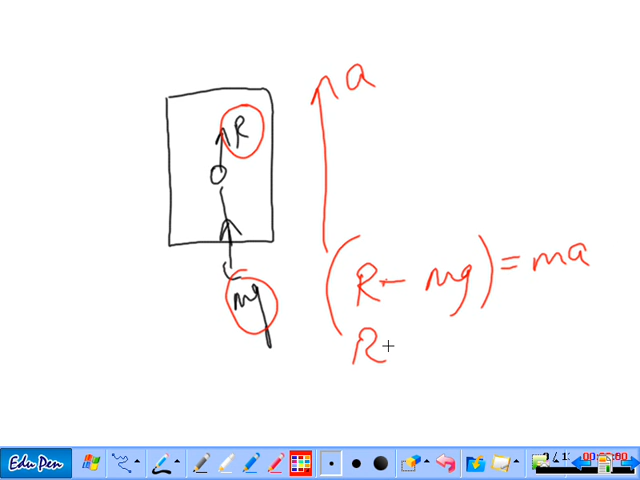 a
R
(R - mg) = ma
mg
R
Edu Pen